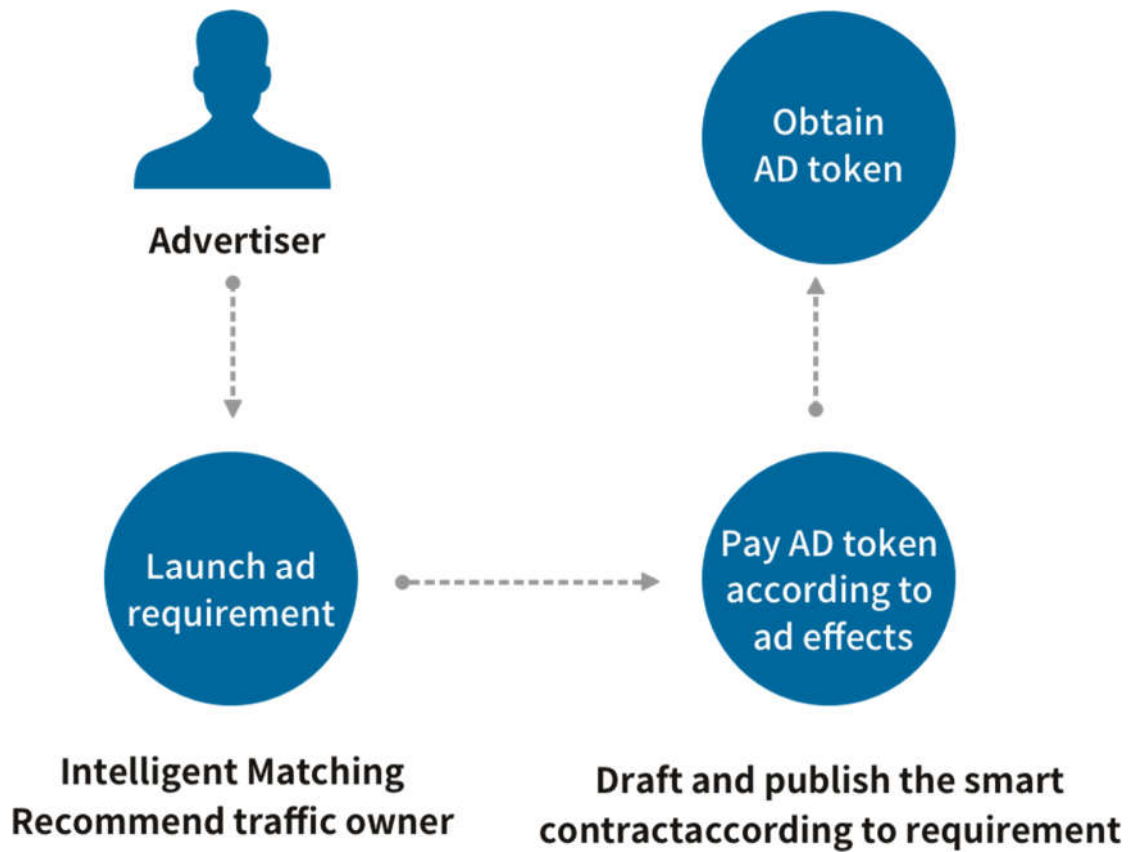 Advertiser
Launch ad
requirement
Intelligent Matching
Recommend traffic owner
Obtain
AD token
Pay AD token
according to
ad effects
Draft and publish the smart
contractaccording to requirement